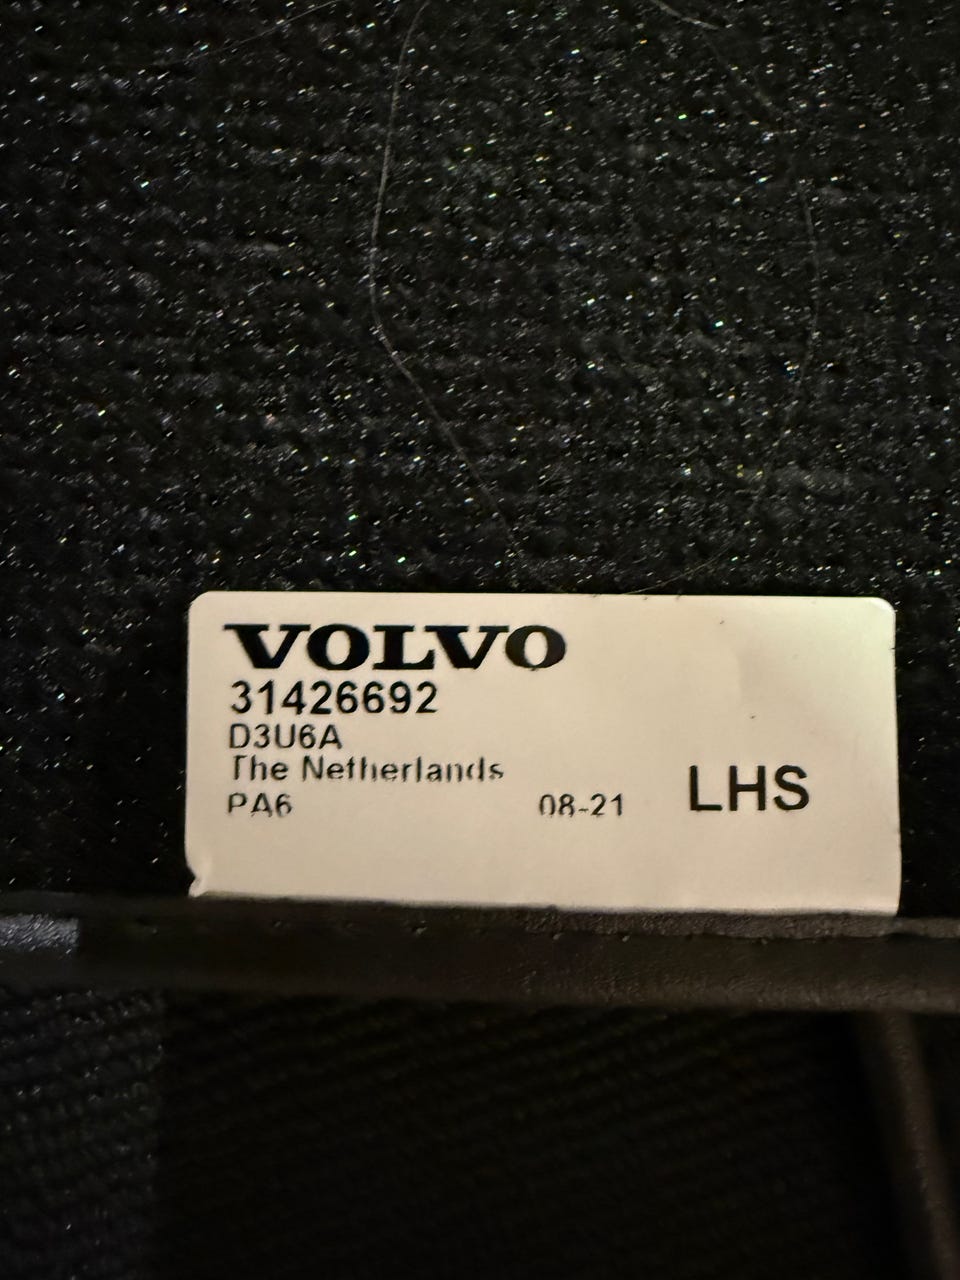 VOLVO
31426692
D3U6A
The Netherlands
PA6 08-21 LHS